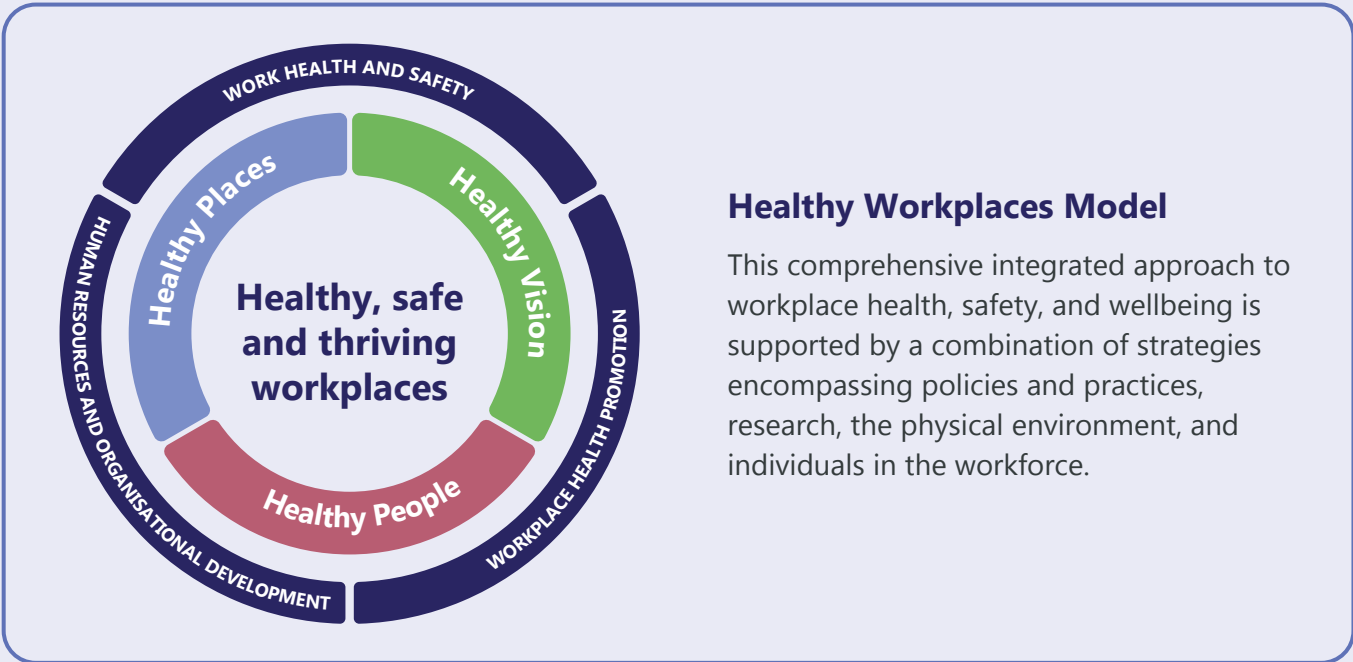 WORK HEALTH AND SAFETY
HUMAN RESOURCES AND ORGANISATIONAL DEVELOPMENT
WORKPLACE HEALTH PROMOTION
Healthy Places
Healthy Vision
Healthy People
Healthy, safe
and thriving
workplaces
Healthy Workplaces Model
This comprehensive integrated approach to
workplace health, safety, and wellbeing is
supported by a combination of strategies
encompassing policies and practices,
research, the physical environment, and
individuals in the workforce.